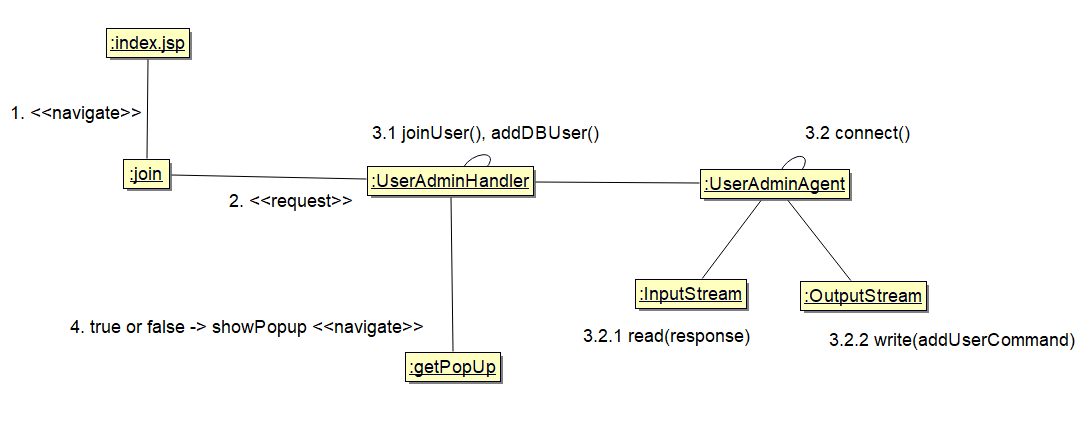 :index.jsp
1. <<navigate>>
3.1 joinUser(), addDBUser()
3.2 connect()
:join
:UserAdminHandler
:UserAdminAgent
2. <<request>>
:InputStream
:OutputStream
4. true or false -> showPopup <<navigate>>
3.2.1 read(response)
3.2.2 write(addUserCommand)
:getPopUp